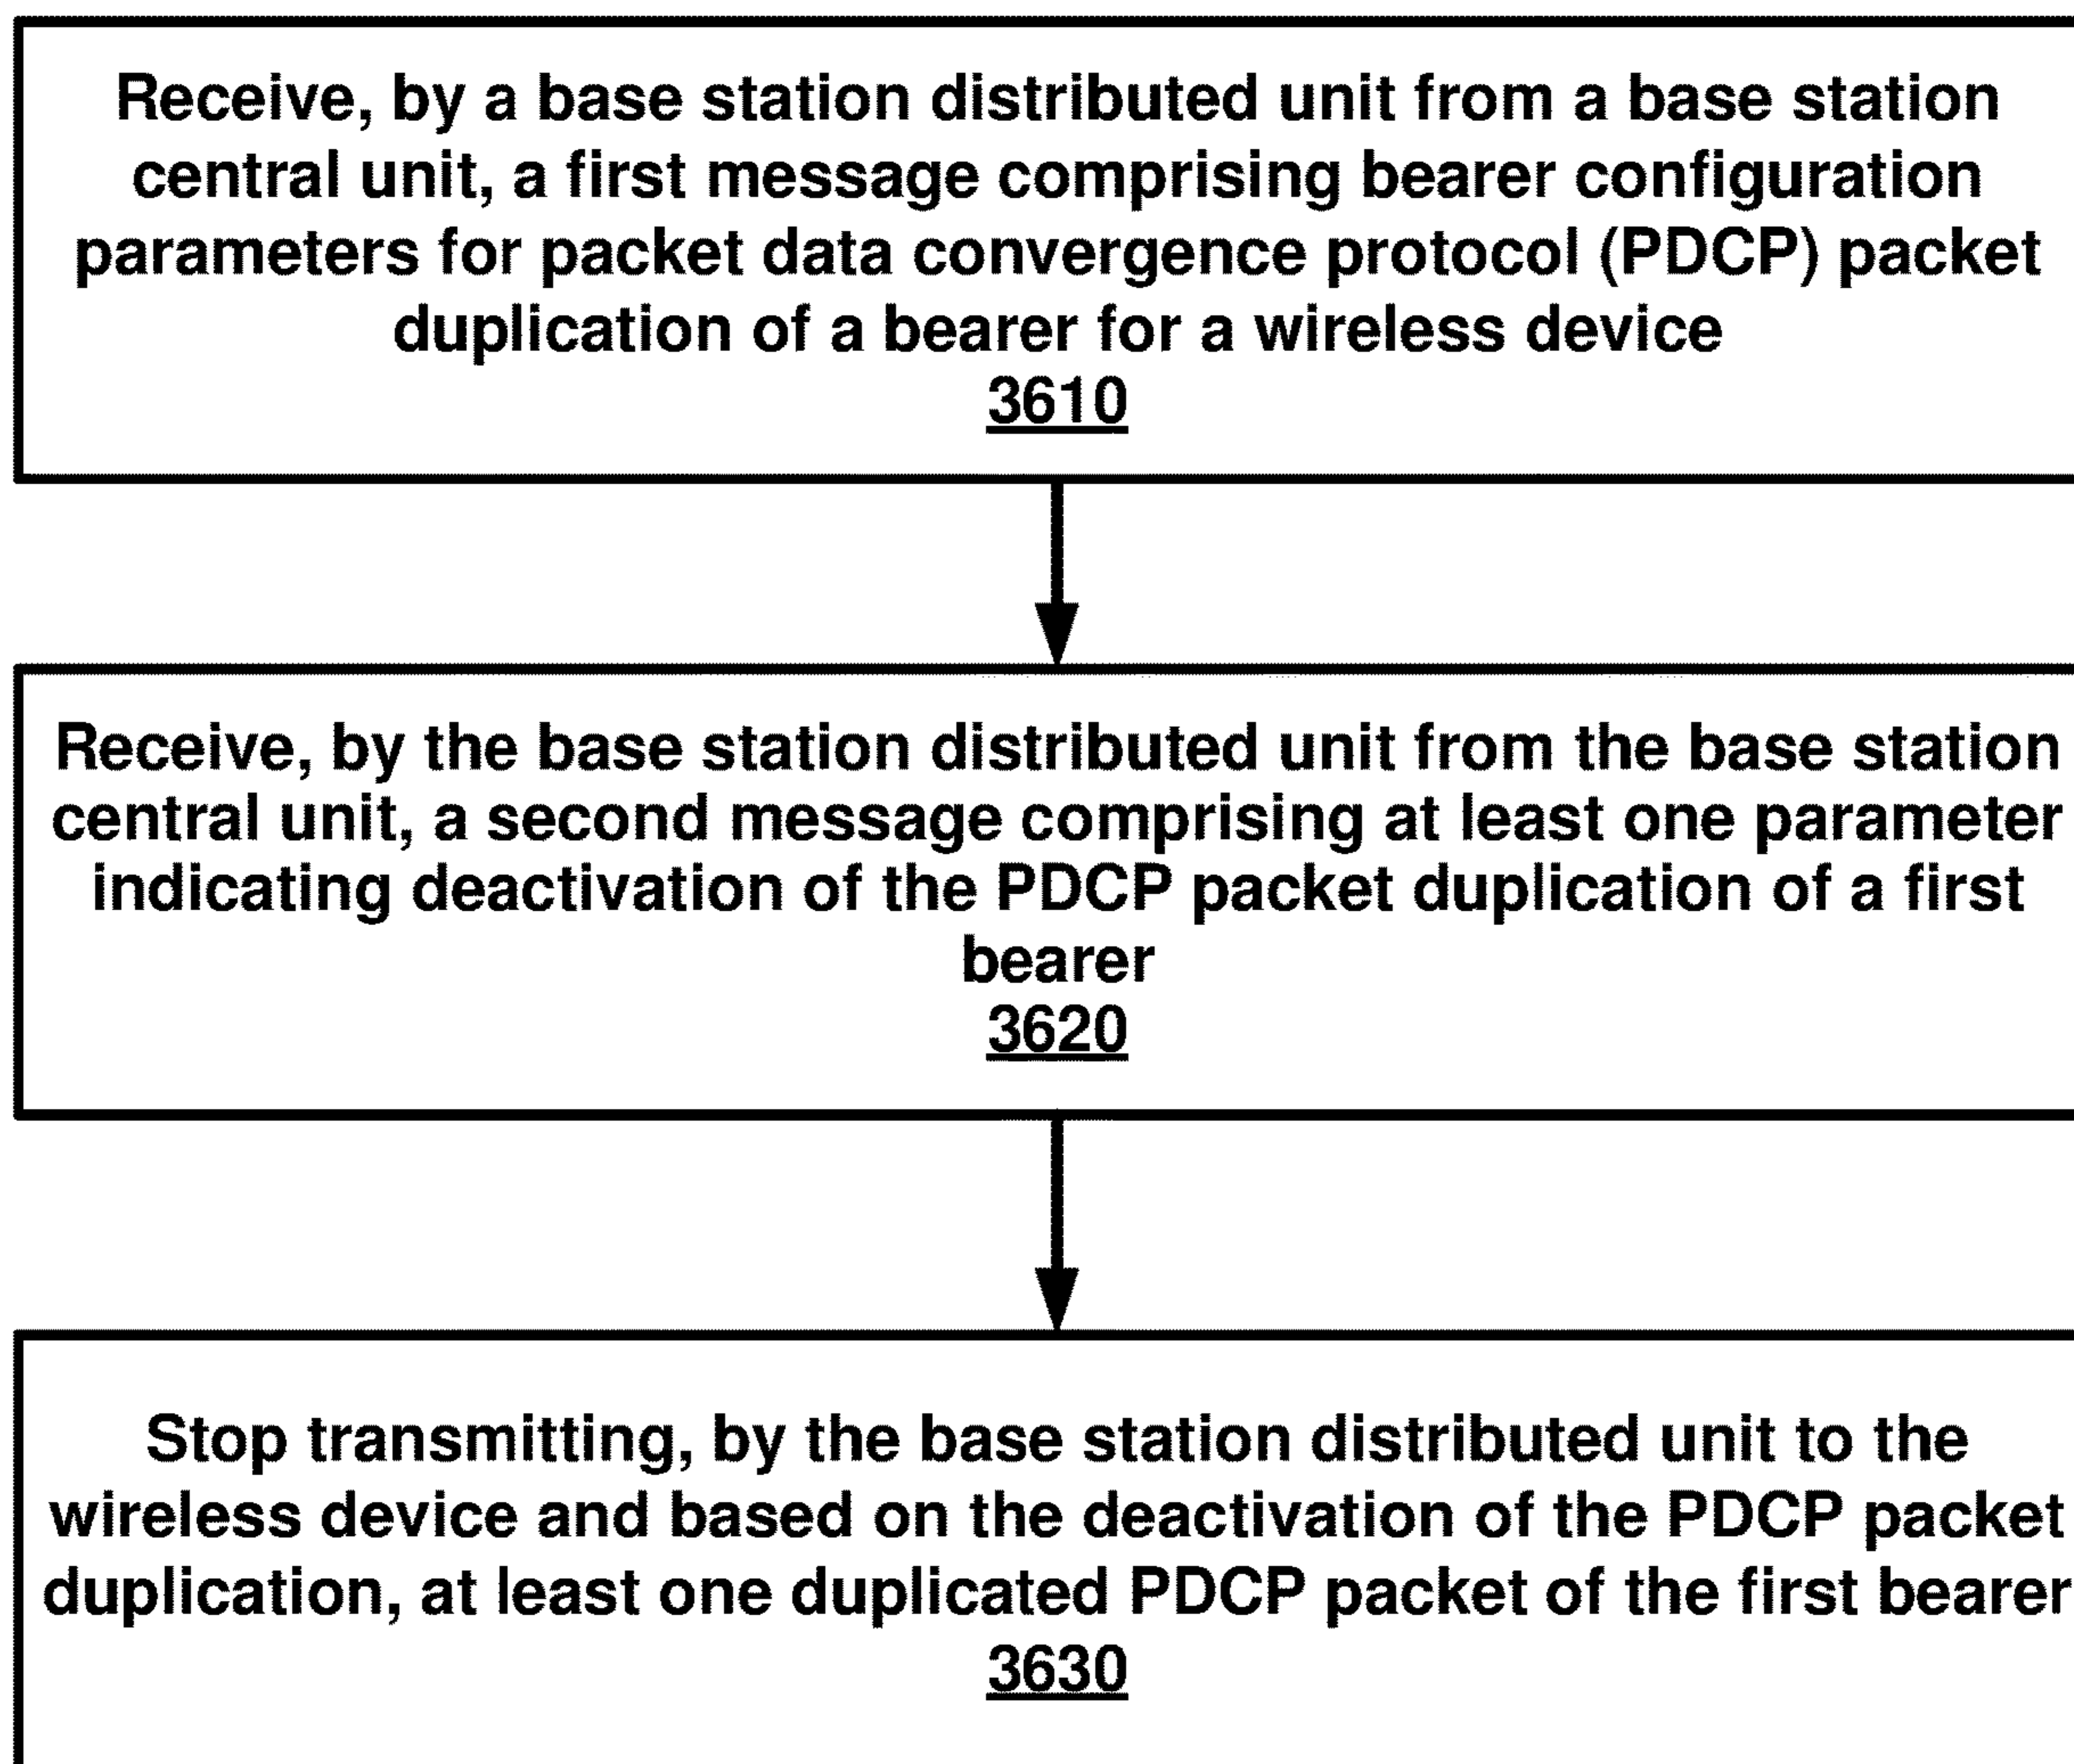 Receive, by a base station distributed unit from a base station
central unit, a first message comprising bearer configuration
parameters for packet data convergence protocol (PDCP) packet
duplication of a bearer for a wireless device
3610
Receive, by the base station distributed unit from the base station
central unit, a second message comprising at least one parameter
indicating deactivation of the PDCP packet duplication of a first
bearer
3620
Stop transmitting, by the base station distributed unit to the
wireless device and based on the deactivation of the PDCP packet
duplication, at least one duplicated PDCP packet of the first bearer
3630